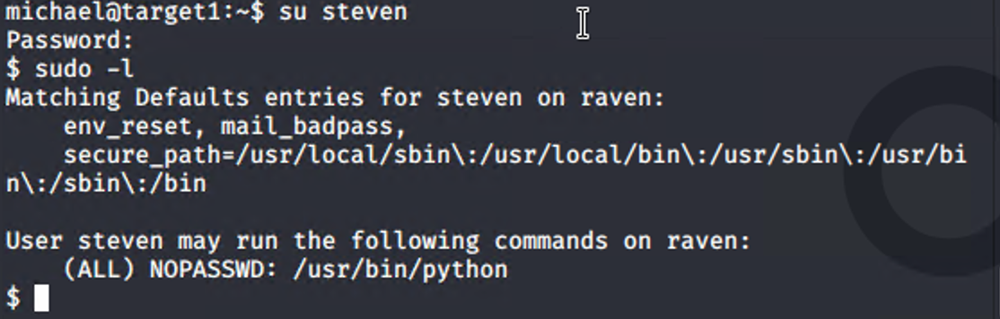 michael@target1:~$ su steven
Password:
$ sudo -l
Matching Defaults entries for steven on raven:
    env_reset, mail_badpass,
    secure_path=/usr/local/sbin\:/usr/local/bin\:/usr/sbin\:/usr/bi
n\:/sbin\:/bin

User steven may run the following commands on raven:
    (ALL) NOPASSWD: /usr/bin/python
$